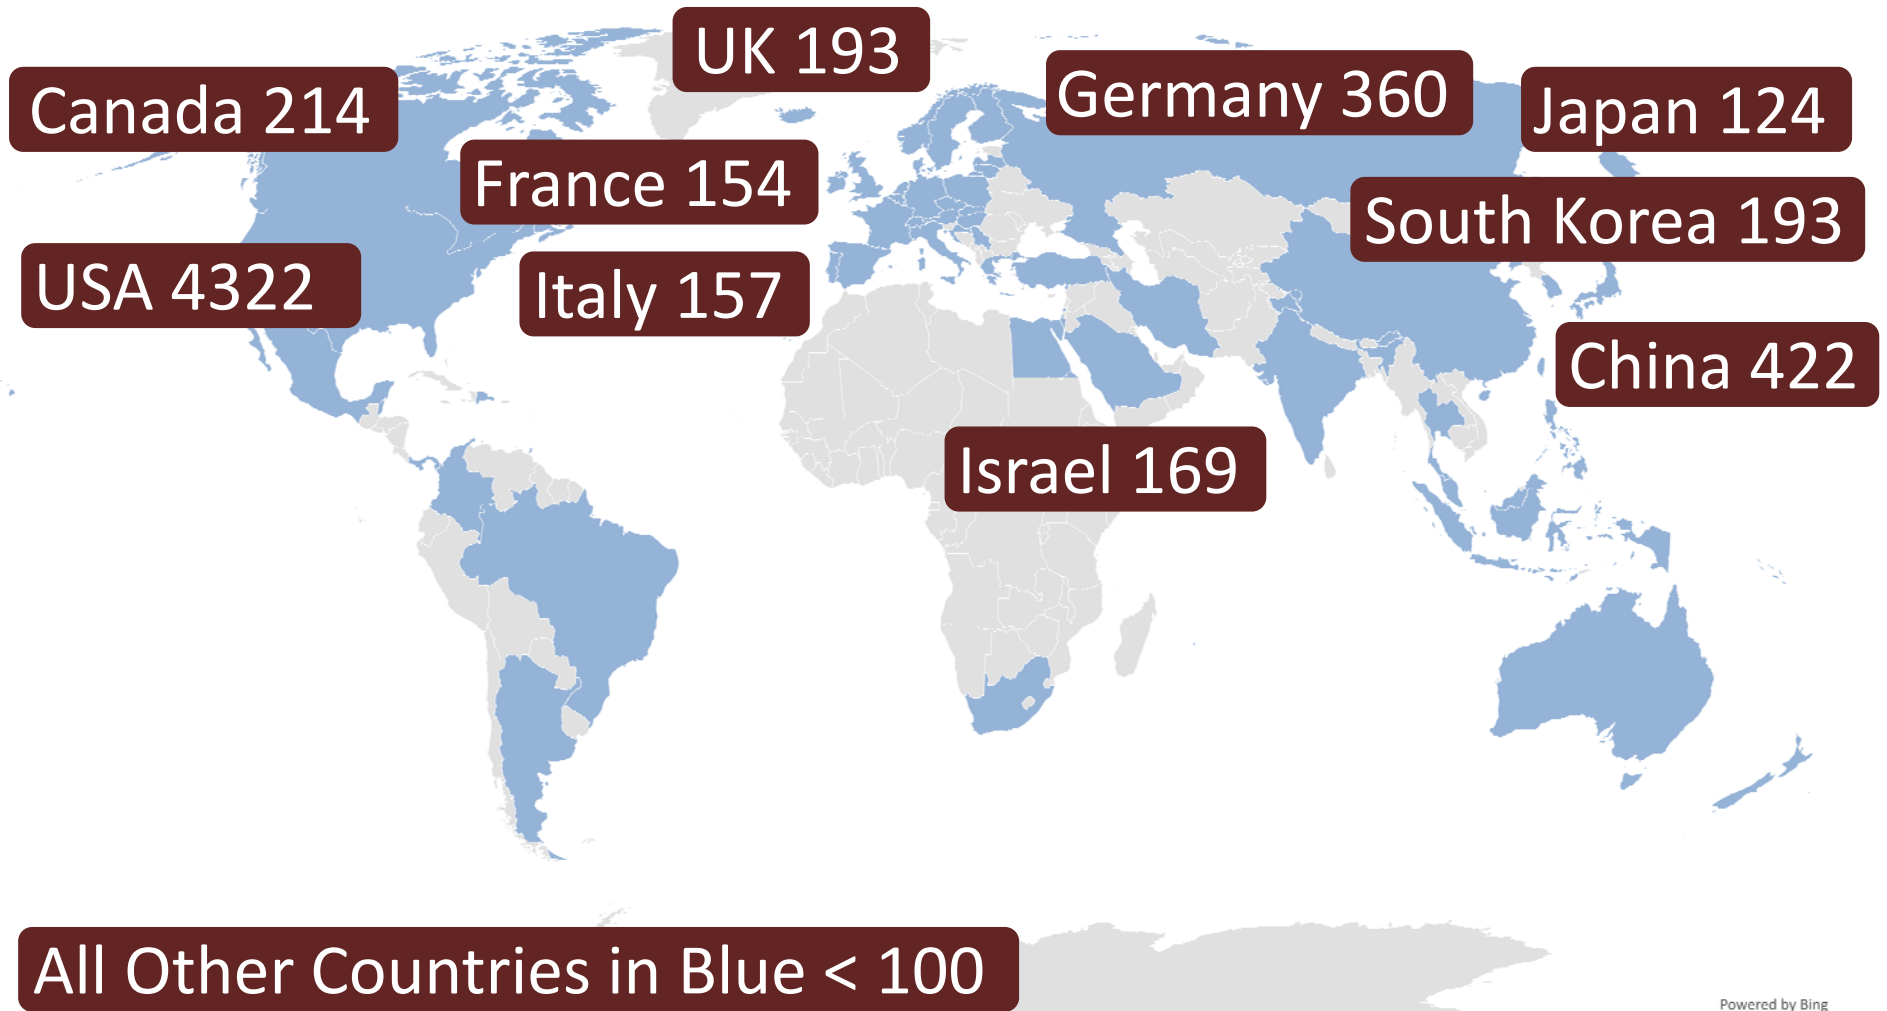 UK 193
Canada 214
Germany 360
Japan 124
France 154
South Korea 193
USA 4322
Italy 157
China 422
Israel 169
All Other Countries in Blue < 100
Powered by Bing